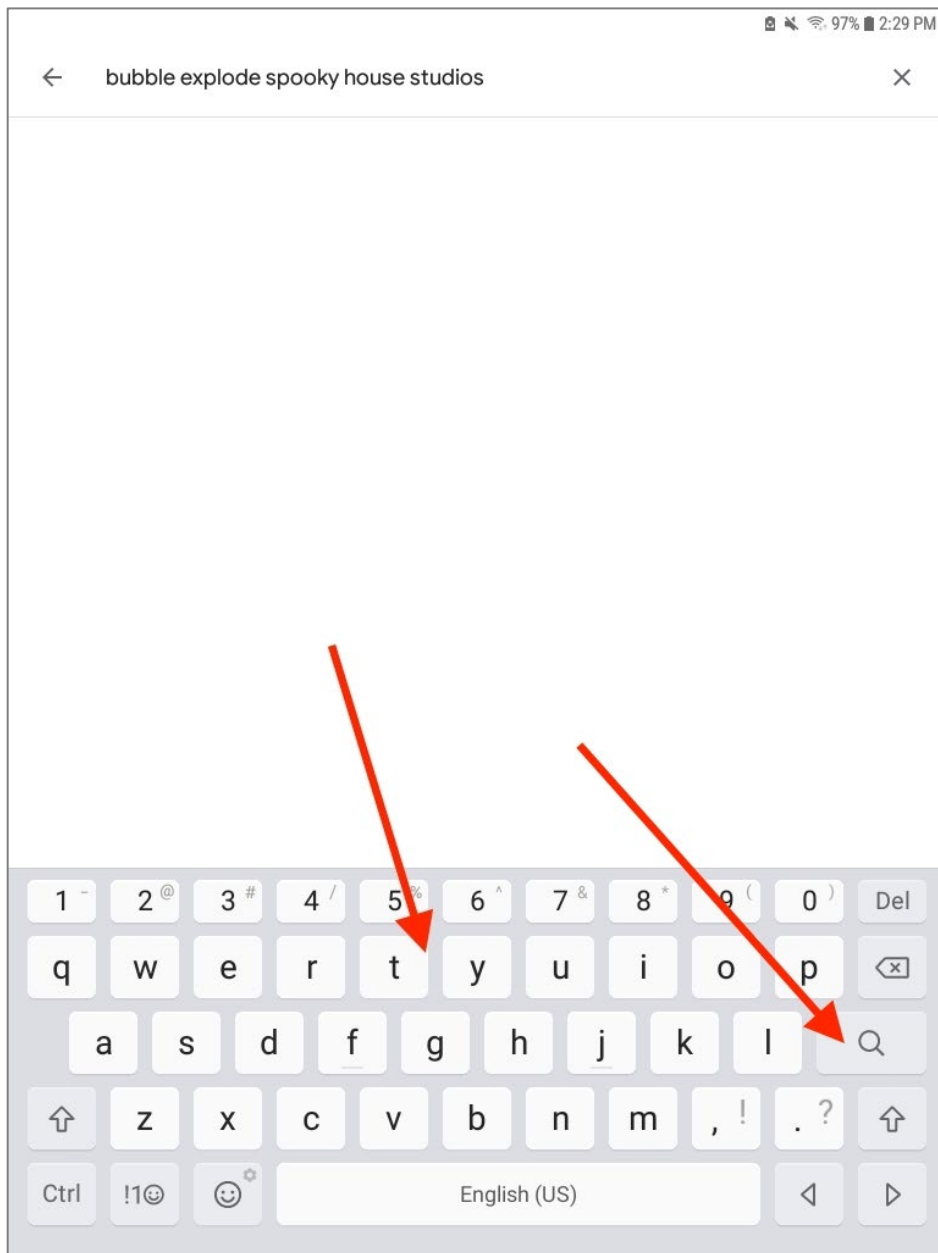 97% 2:29 PM
bubble explode spooky house studios
1 - 2 @ 3 # 4 / 5 % 6 ^ 7 & 8 * 9 ( 0 ) Del
q w e r t y u i o p
a s d f g h j k l
z x c v b n m , ! . ?
Ctrl !1☺ English (US)